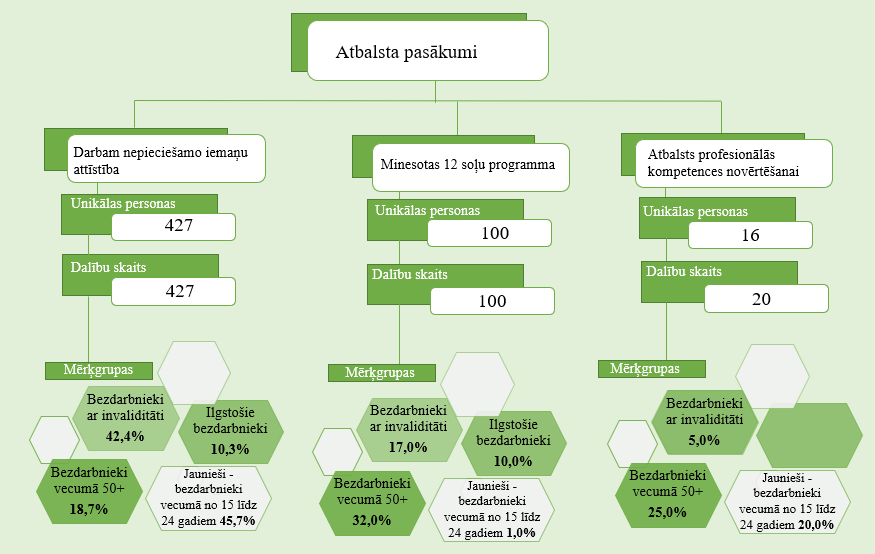 Atbalsta pasākumi
Darbam nepieciešamo iemaņu
attīstība
Unikālas personas
427
Dalību skaits
427
Mērķgrupas
Bezdarbnieki
ar invaliditāti
42,4%
Ilgstošie
bezdarbnieki
10,3%
Bezdarbnieki
vecumā 50+
18,7%
Jaunieši -
bezdarbnieki
vecumā no 15 līdz
24 gadiem 45,7%
Minesotas 12 soļu programma
Unikālas personas
100
Dalību skaits
100
Mērķgrupas
Bezdarbnieki
ar invaliditāti
17,0%
Ilgstošie
bezdarbnieki
10,0%
Bezdarbnieki
vecumā 50+
32,0%
Jaunieši -
bezdarbnieki
vecumā no 15 līdz
24 gadiem 1,0%
Atbalsts profesionālās
kompetences novērtēšanai
Unikālas personas
16
Dalību skaits
20
Mērķgrupas
Bezdarbnieki
ar invaliditāti
5,0%
Bezdarbnieki
vecumā 50+
25,0%
Jaunieši -
bezdarbnieki
vecumā no 15 līdz
24 gadiem 20,0%